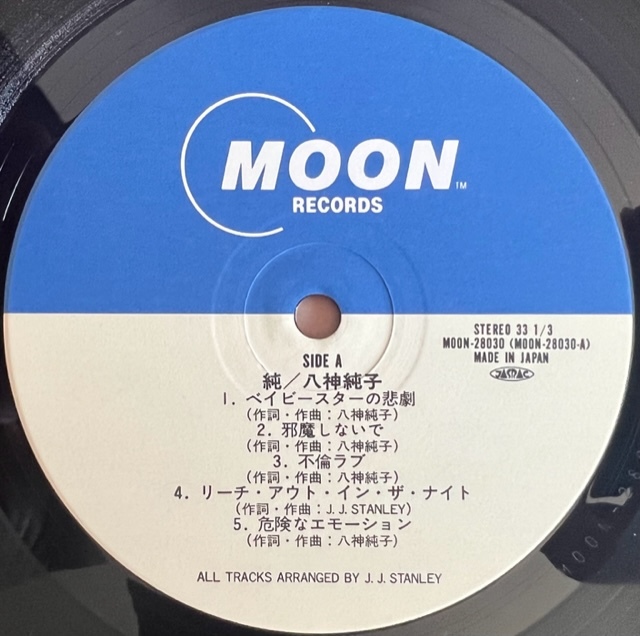 MOON TM
RECORDS
STEREO 33 1/3
MOON-28030 (MOON-28030-A)
MADE IN JAPAN
JASRAC
SIDE A
純／八神純子
1. ベイビースターの悲劇
(作詞・作曲：八神純子)
2. 邪魔しないで
(作詞・作曲：八神純子)
3. 不倫ラブ
(作詞・作曲：八神純子)
4. リーチ・アウト・イン・ザ・ナイト
(作詞・作曲：J.J. STANLEY)
5. 危険なエモーション
(作詞・作曲：八神純子)
ALL TRACKS ARRANGED BY J. J. STANLEY